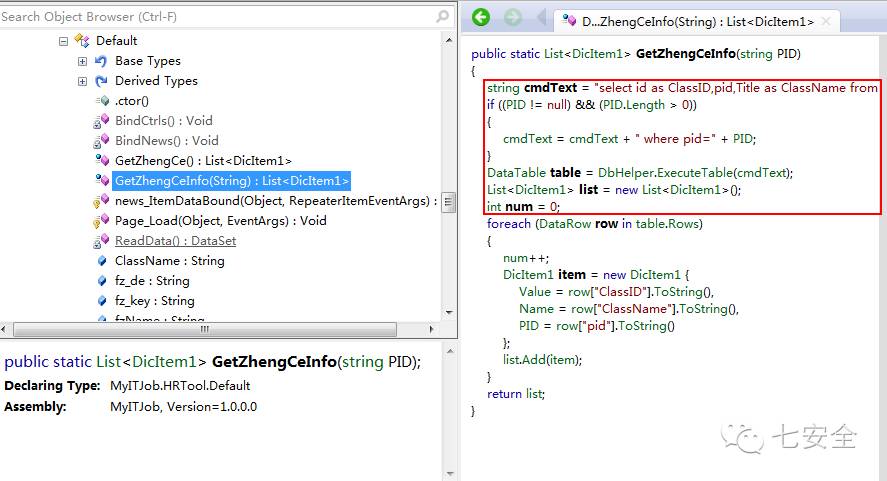 Search Object Browser (Ctrl-F)
Default
Base Types
Derived Types
.ctor()
BindCtrls() : Void
BindNews() : Void
GetZhengCe() : List<DicItem1>
GetZhengCeInfo(String) : List<DicItem1>
news_ItemDataBound(Object, RepeaterItemEventArgs) :
Page_Load(Object, EventArgs) : Void
ReadData() : DataSet
ClassName : String
fz_de : String
fz_key : String
fzName : String
public static List<DicItem1> GetZhengCeInfo(string PID);
Declaring Type: MyITJob.HRTool.Default
Assembly: MyITJob, Version=1.0.0.0
D...ZhengCeInfo(String) : List<DicItem1>
public static List<DicItem1> GetZhengCeInfo(string PID)
{
string cmdText = "select id as ClassID,pid,Title as ClassName from
if ((PID != null) && (PID.Length > 0))
{
cmdText = cmdText + " where pid=" + PID;
}
DataTable table = DbHelper.ExecuteTable(cmdText);
List<DicItem1> list = new List<DicItem1>();
int num = 0;
foreach (DataRow row in table.Rows)
{
num++;
DicItem1 item = new DicItem1 {
Value = row["ClassID"].ToString(),
Name = row["ClassName"].ToString(),
PID = row["pid"].ToString()
};
list.Add(item);
}
return list;
}
七安全